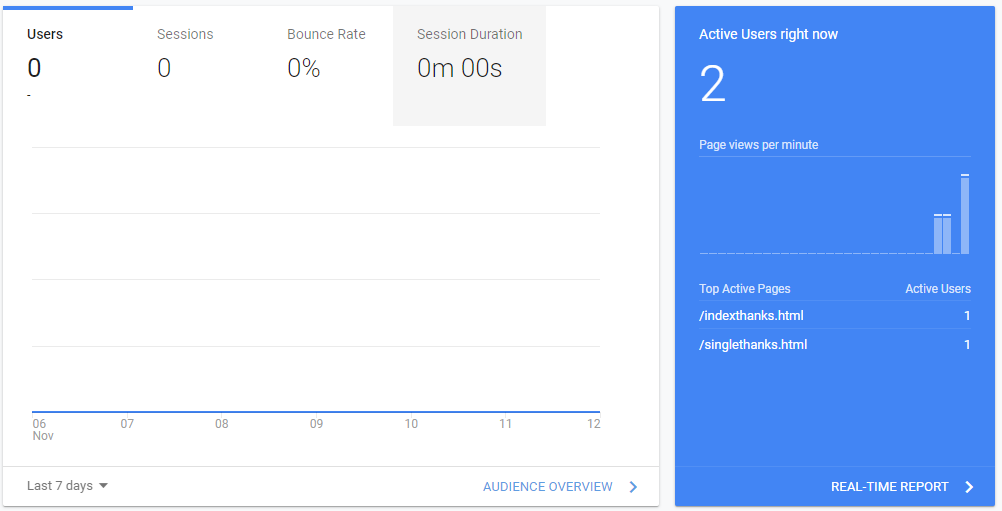 Users Sessions Bounce Rate Session Duration
0 0 0% 0m 00s
-
06 07 08 09 10 11 12
Nov
Last 7 days AUDIENCE OVERVIEW
Active Users right now
2
Page views per minute
Top Active Pages Active Users
/indexthanks.html 1
/singlethanks.html 1
REAL-TIME REPORT